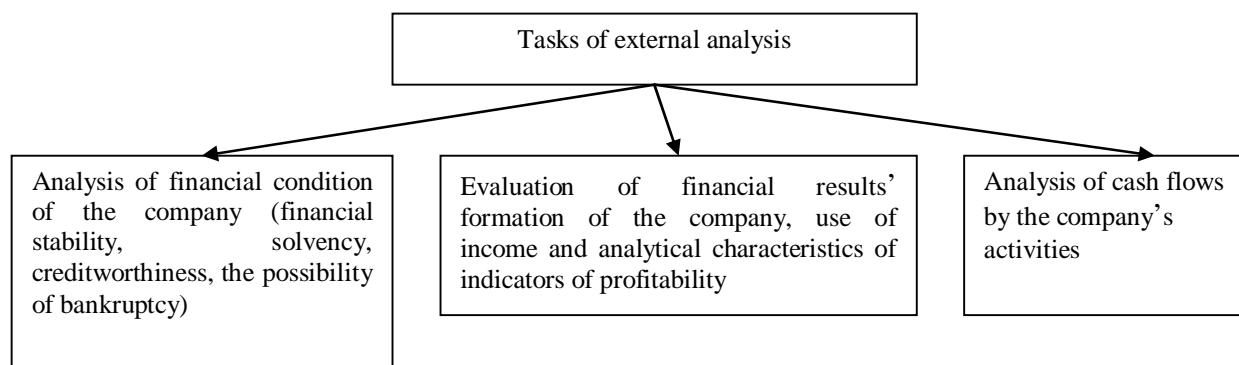 Tasks of external analysis
Analysis of financial condition
of the company (financial
stability, solvency,
creditworthiness, the possibility
of bankruptcy)
Evaluation of financial results’
formation of the company, use of
income and analytical characteristics of
indicators of profitability
Analysis of cash flows
by the company’s
activities